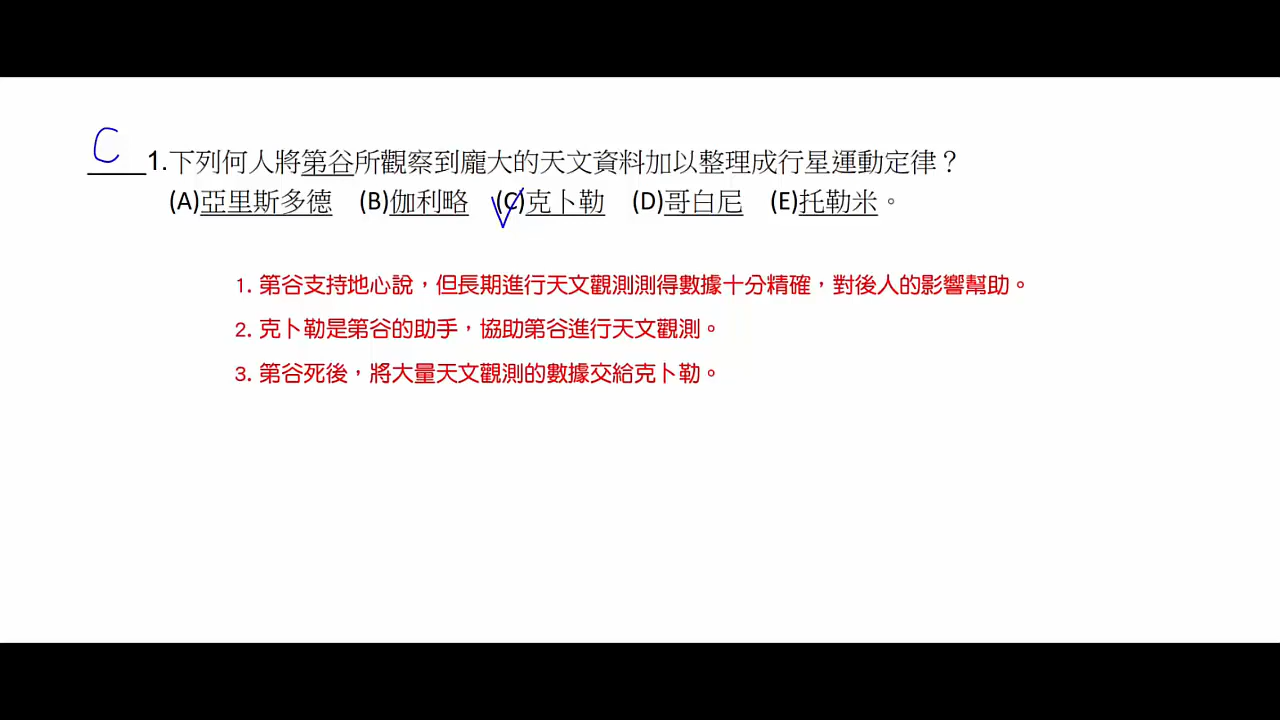 C 1.下列何人將第谷所觀察到龐大的天文資料加以整理成行星運動定律？
(A)亞里斯多德 (B)伽利略 (C)克卜勒 (D)哥白尼 (E)托勒米。
1. 第谷支持地心說，但長期進行天文觀測測得數據十分精確，對後人的影響幫助。
2. 克卜勒是第谷的助手，協助第谷進行天文觀測。
3. 第谷死後，將大量天文觀測的數據交給克卜勒。